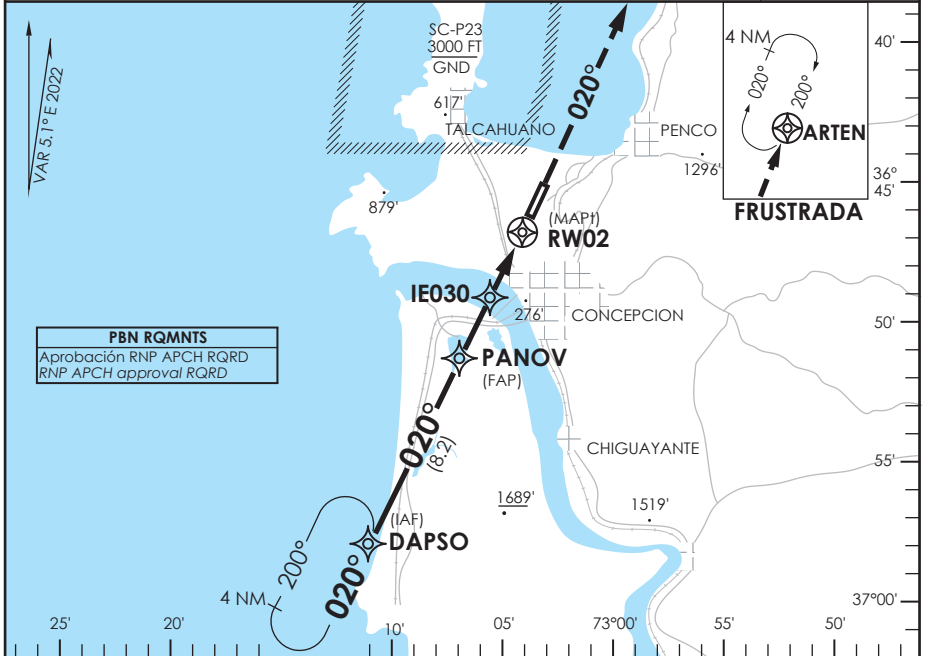 VAR 5.1° E 2022
SC-P23
3000 FT
GND
617'
TALCAHUANO
020°
PENCO
1296'
879'
4 NM
020°
200°
ARTEN
FRUSTRADA
40'
36°
45'
(MAPt)
RW02
IE030
276'
CONCEPCION
50'
PBN RQMNTS
Aprobación RNP APCH RQRD
RNP APCH approval RQRD
PANOV
(FAP)
020°
(8.2)
CHIGUAYANTE
55'
1689'
1519'
(IAF)
DAPSO
200°
020°
4 NM
37°00'
25'
20'
10'
05'
73°00'
55'
50'